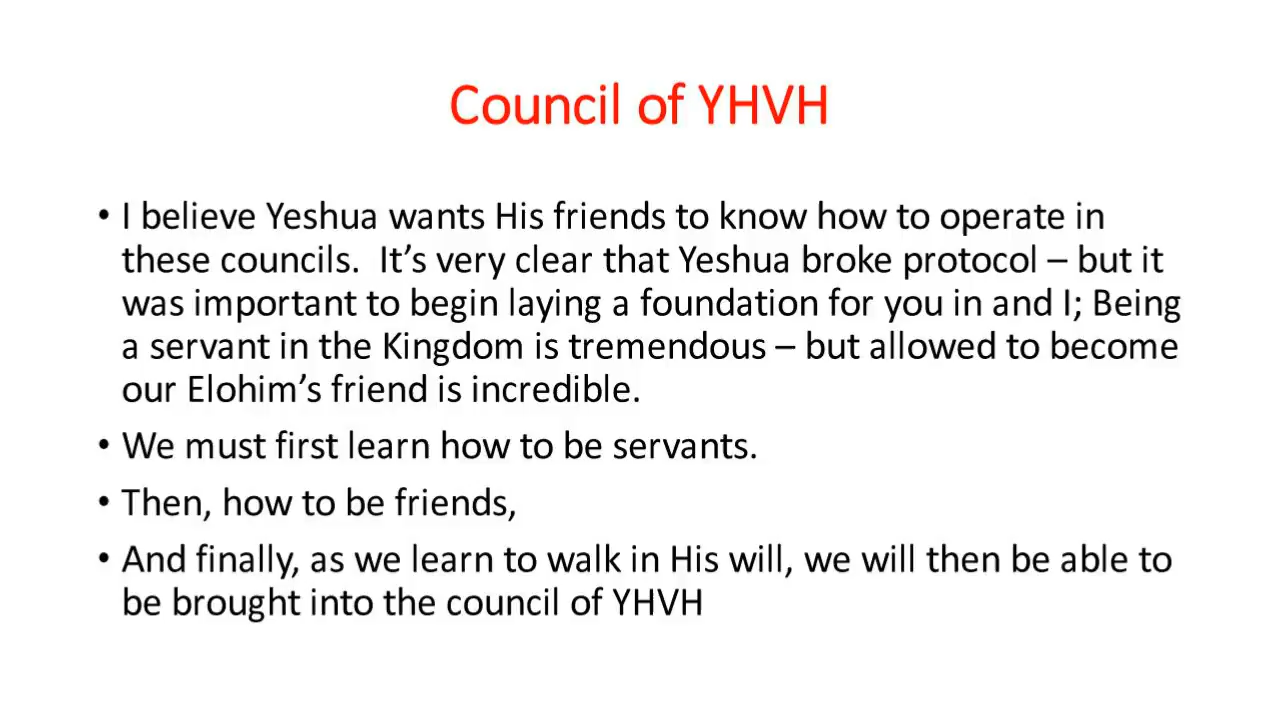 Council of YHVH
• I believe Yeshua wants His friends to know how to operate in
these councils.  It's very clear that Yeshua broke protocol – but it
was important to begin laying a foundation for you in and I; Being
a servant in the Kingdom is tremendous – but allowed to become
our Elohim's friend is incredible.
• We must first learn how to be servants.
• Then, how to be friends,
• And finally, as we learn to walk in His will, we will then be able to
be brought into the council of YHVH